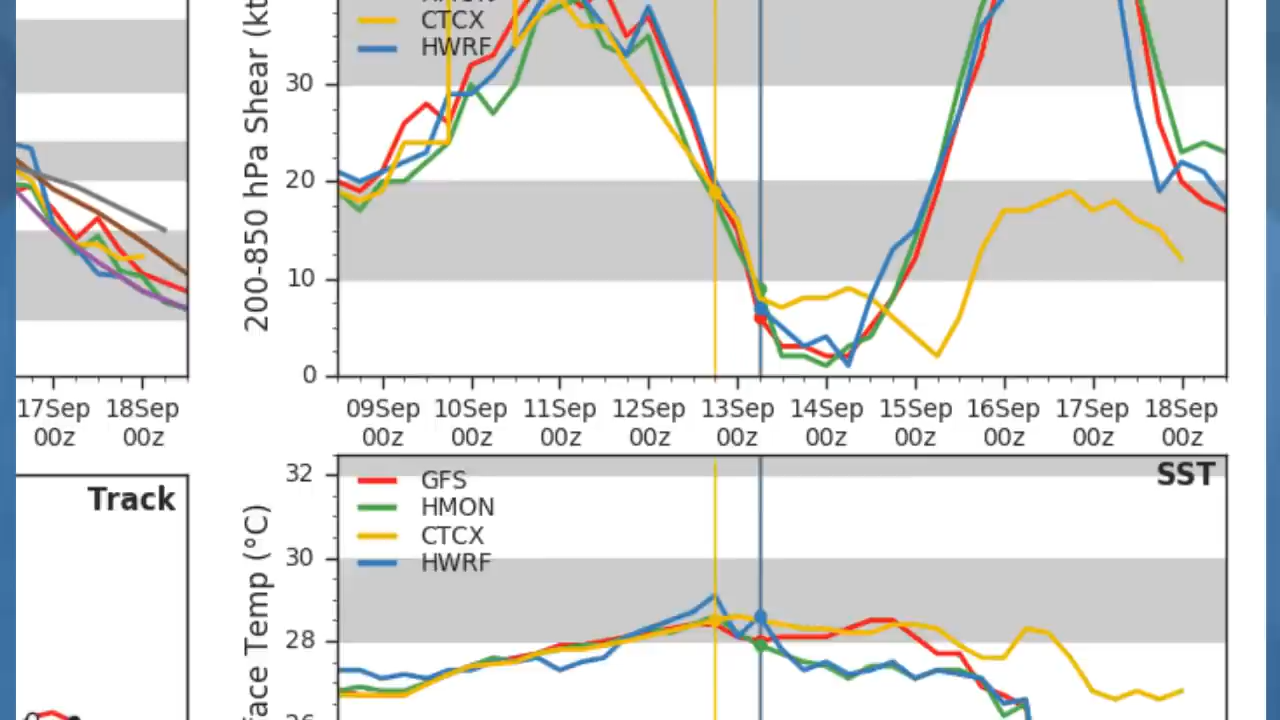 CTCX
HWRF
200-850 hPa Shear (kt
30
20
10
0
17Sep 18Sep
00z 00z
09Sep 10Sep 11Sep 12Sep 13Sep 14Sep 15Sep 16Sep 17Sep 18Sep
00z 00z 00z 00z 00z 00z 00z 00z 00z 00z
Track
SST
GFS
HMON
CTCX
HWRF
face Temp (°C)
32
30
28